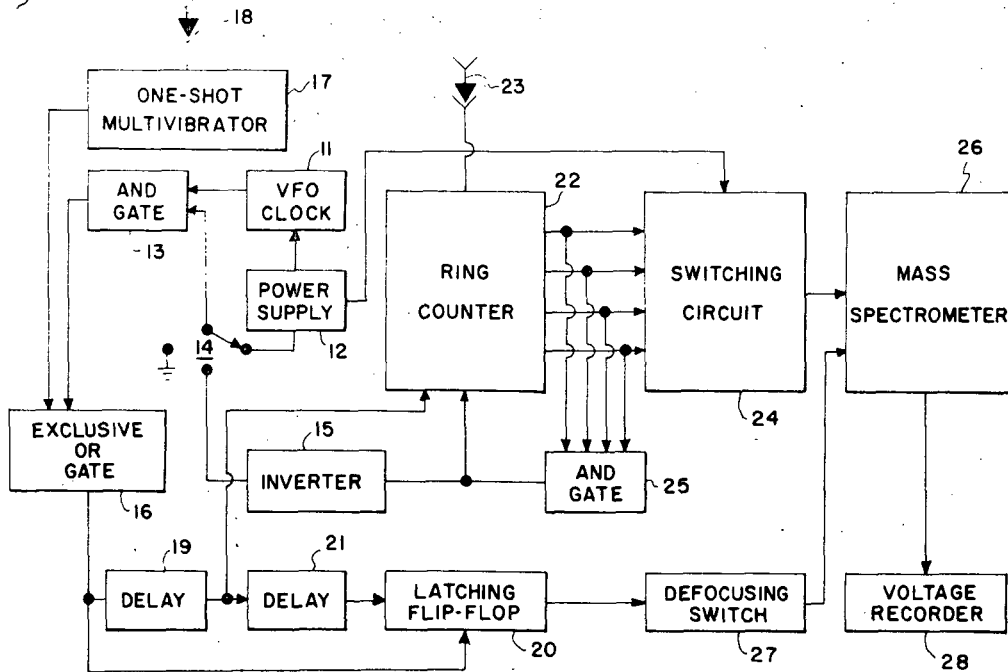 18
ONE-SHOT
MULTIVIBRATOR
17
23
11
VFO
CLOCK
AND
GATE
13
22
26
RING
COUNTER
SWITCHING
CIRCUIT
MASS
SPECTROMETER
POWER
SUPPLY
12
14
24
EXCLUSIVE
OR
GATE
16
15
INVERTER
AND
GATE
25
19
DELAY
21
DELAY
LATCHING
FLIP-FLOP
20
DEFOCUSING
SWITCH
27
VOLTAGE
RECORDER
28